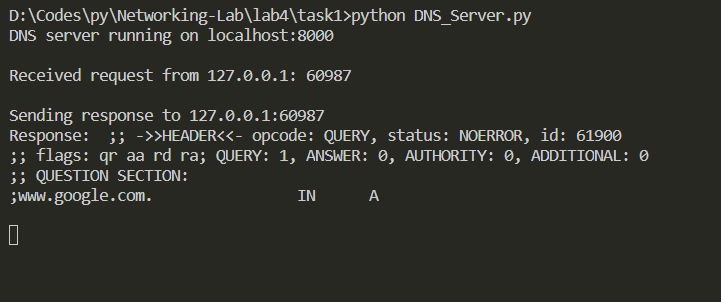 D:\Codes\py\Networking-Lab\lab4\task1>python DNS_Server.py
DNS server running on localhost:8000
Received request from 127.0.0.1: 60987
Sending response to 127.0.0.1:60987
Response:  ;; ->>HEADER<<- opcode: QUERY, status: NOERROR, id: 61900
;; flags: qr aa rd ra; QUERY: 1, ANSWER: 0, AUTHORITY: 0, ADDITIONAL: 0
;; QUESTION SECTION:
;www.google.com.                IN      A